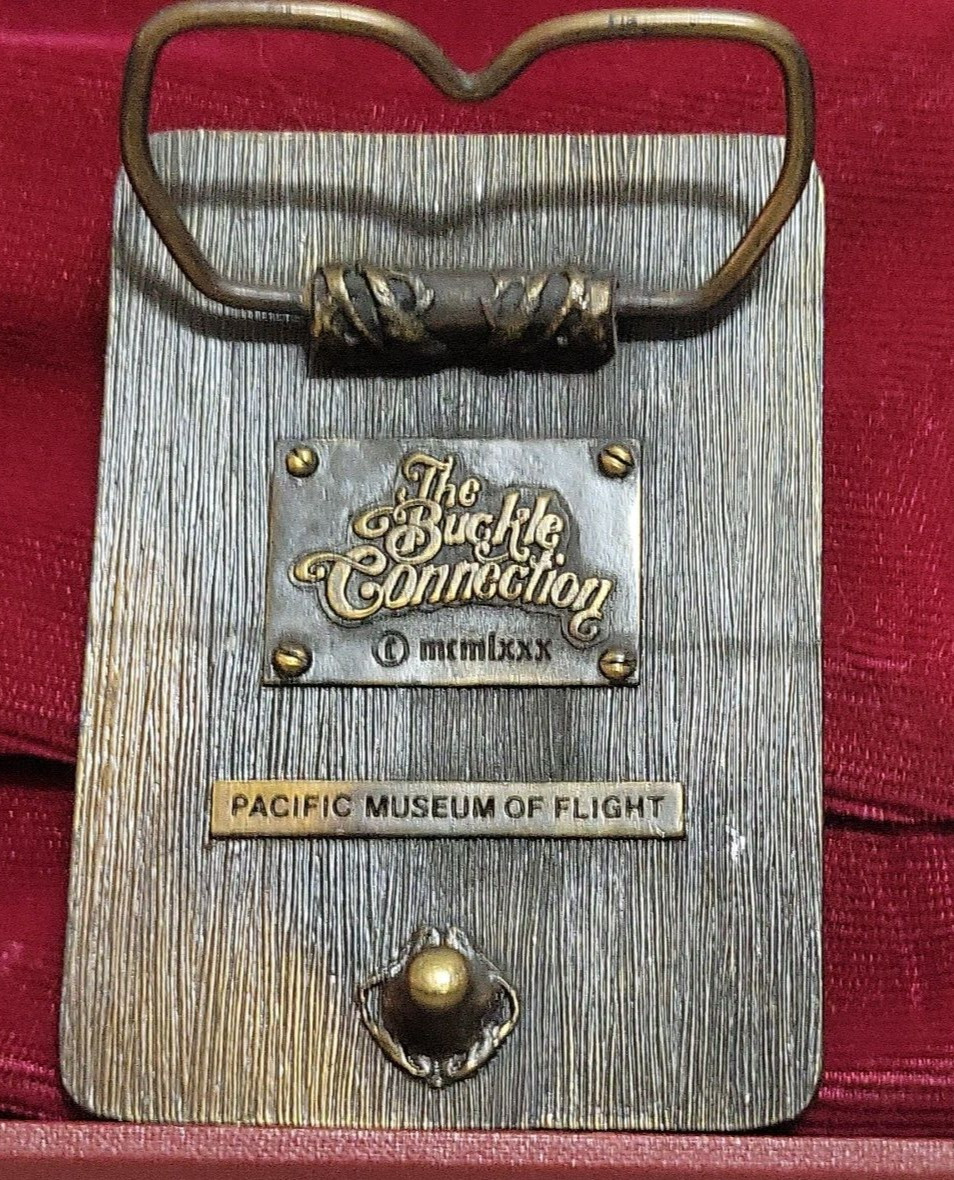 The
Buckle
Connection
© mcmlxxx
PACIFIC MUSEUM OF FLIGHT